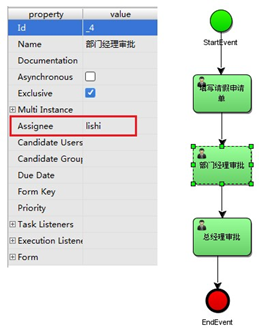 property value
Id _4
Name 部门经理审批
Documentation
Asynchronous
Exclusive
Multi Instance
Assignee lishi
Candidate Users
Candidate Group
Due Date
Form Key
Priority
Task Listeners
Execution Listene
Form
StartEvent
填写请假申请
单
部门经理审批
总经理审批
EndEvent